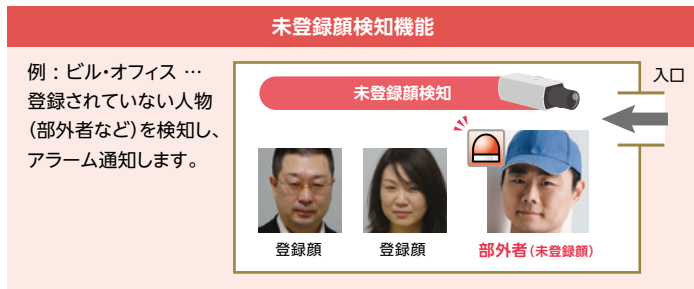 未登録顔検知機能
例：ビル・オフィス …
登録されていない人物
（部外者など）を検知し、
アラーム通知します。
未登録顔検知
入口
登録顔
登録顔
部外者（未登録顔）